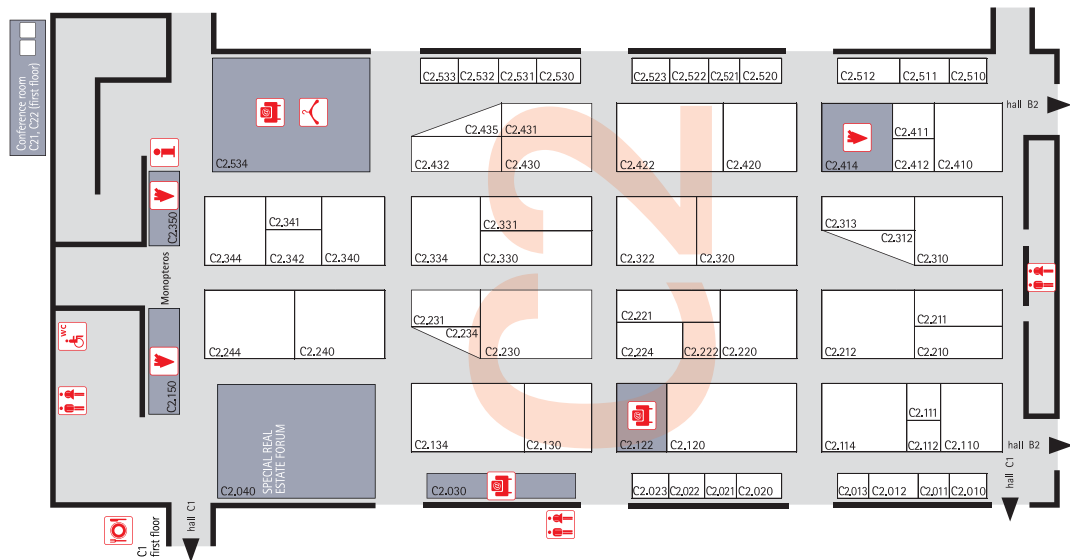 Conference room
C21, C22 (first floor)
C2.533
C2.532
C2.531
C2.530
C2.523
C2.522
C2.521
C2.520
C2.512
C2.511
C2.510
hall B2
C2.534
C2.435
C2.431
C2.432
C2.430
C2.422
C2.420
C2.414
C2.411
C2.412
C2.410
C2.350
C2.341
C2.344
C2.342
C2.340
C2.331
C2.334
C2.330
C2.322
C2.320
C2.313
C2.312
C2.310
Monopteros
C2
WC
C2.150
C2.244
C2.240
C2.231
C2.234
C2.230
C2.221
C2.224
C2.222
C2.220
C2.211
C2.212
C2.210
C2.040
SPECIAL REAL
ESTATE FORUM
C2.134
C2.130
C2.122
C2.120
C2.111
C2.114
C2.112
C2.110
hall B2
C2.030
C2.023
C2.022
C2.021
C2.020
C2.013
C2.012
C2.011
C2.010
hall C1
C1
first floor
hall C1